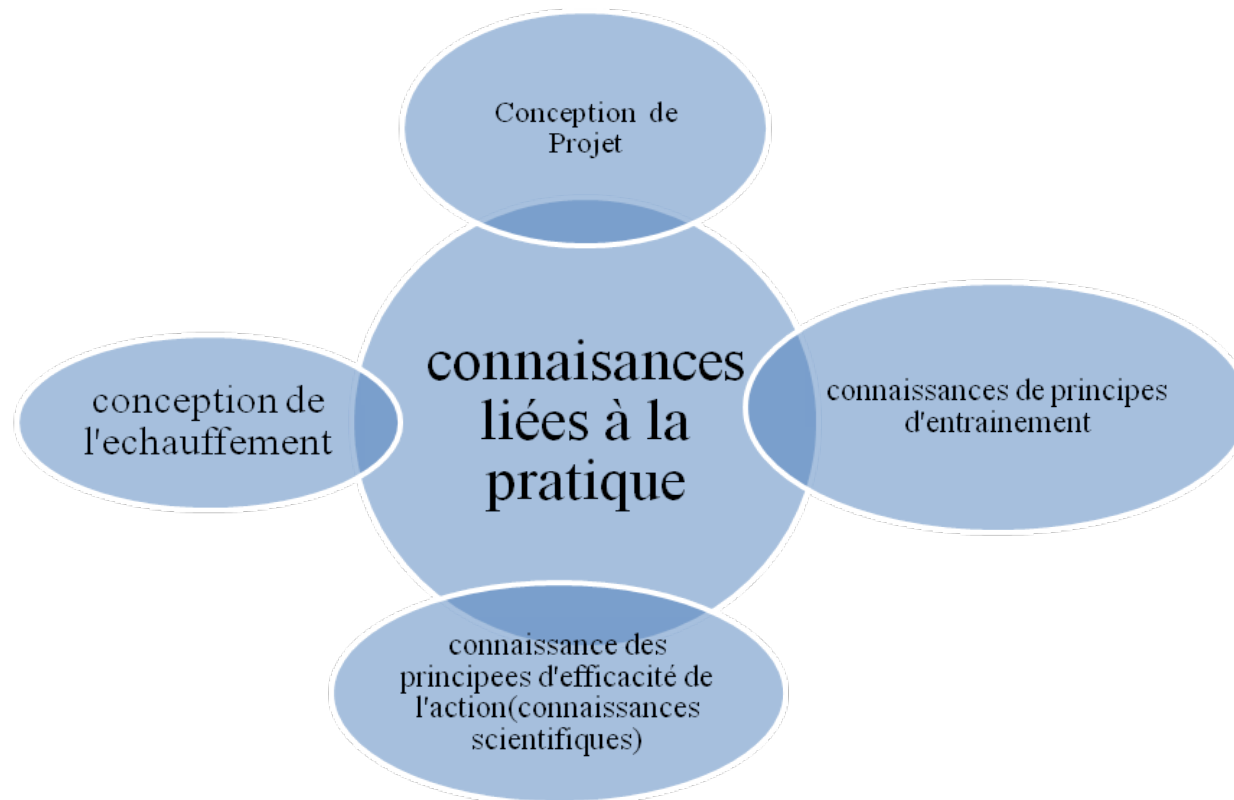 Conception de
Projet
connaisances
liées à la
pratique
connaissances de principes
d'entrainement
conception de
l'echauffement
connaissance des
principees d'efficacité de
l'action(connaissances
scientifiques)